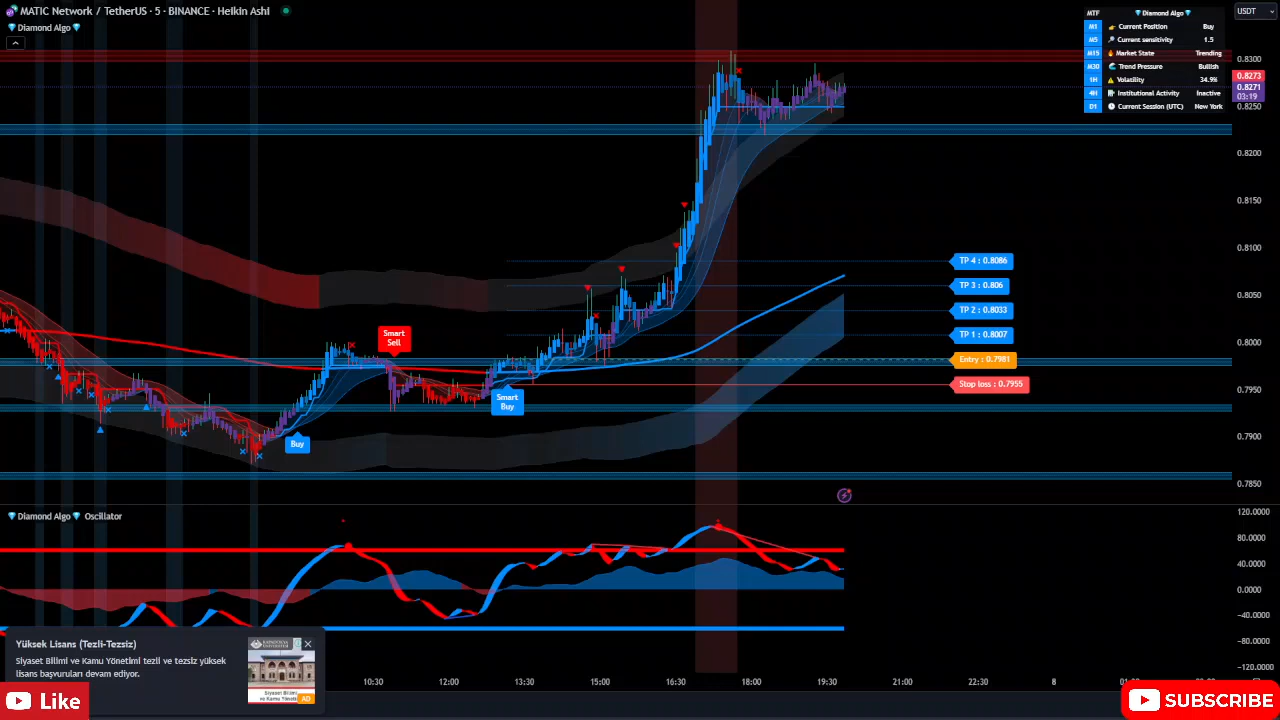 MATIC Network / TetherUS · 5 · BINANCE · Heikin Ashi
Diamond Algo
MTF Diamond Algo
M1 Current Position Buy
M5 Current sensitivity 1.5
M15 Market State Trending
M30 Trend Pressure Bullish
1H Volatility 34.9%
4H Institutional Activity Inactive
D1 Current Session (UTC) New York
USDT
0.8300
0.8273
0.8271
03:19
0.8250
0.8200
0.8150
0.8100
0.8050
0.8000
0.7950
0.7900
0.7850
TP 4 : 0.8086
TP 3 : 0.806
TP 2 : 0.8033
TP 1 : 0.8007
Entry : 0.7981
Stop loss : 0.7955
Smart
Sell
Smart
Buy
Buy
Diamond Algo Oscillator
120.0000
80.0000
40.0000
0.0000
−40.0000
−80.0000
−120.0000
Yüksek Lisans (Tezli-Tezsiz)
Siyaset Bilimi ve Kamu Yönetimi tezli ve tezsiz yüksek
lisans başvuruları devam ediyor.
Siyaset Bilimi
ve Kamu
AD
10:30 12:00 13:30 15:00 16:30 18:00 19:30 21:00 22:30 8
Like
SUBSCRIBE